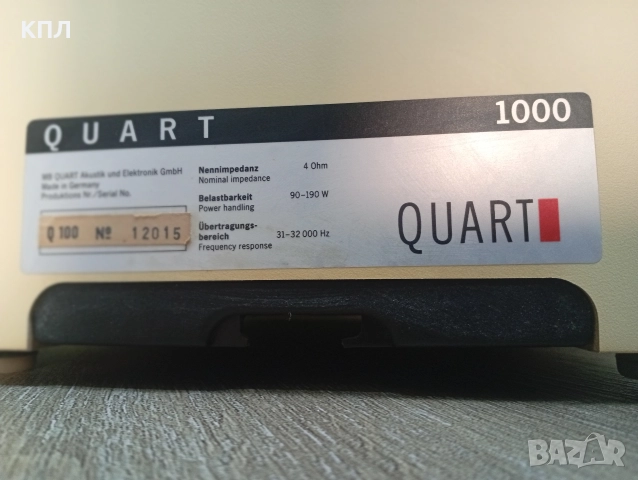 КПЛ
QUART 1000
MB QUART Akustik und Elektronik GmbH
Made in Germany
Produktions Nr./Serial No.
Q 100 Nº 12015
Nennimpedanz 4 Ohm
Nominal impedance
Belastbarkeit 90-190 W
Power handling
Übertragungs-
bereich 31-32 000 Hz
Frequency response
QUART
BAZAR
bazar.bg